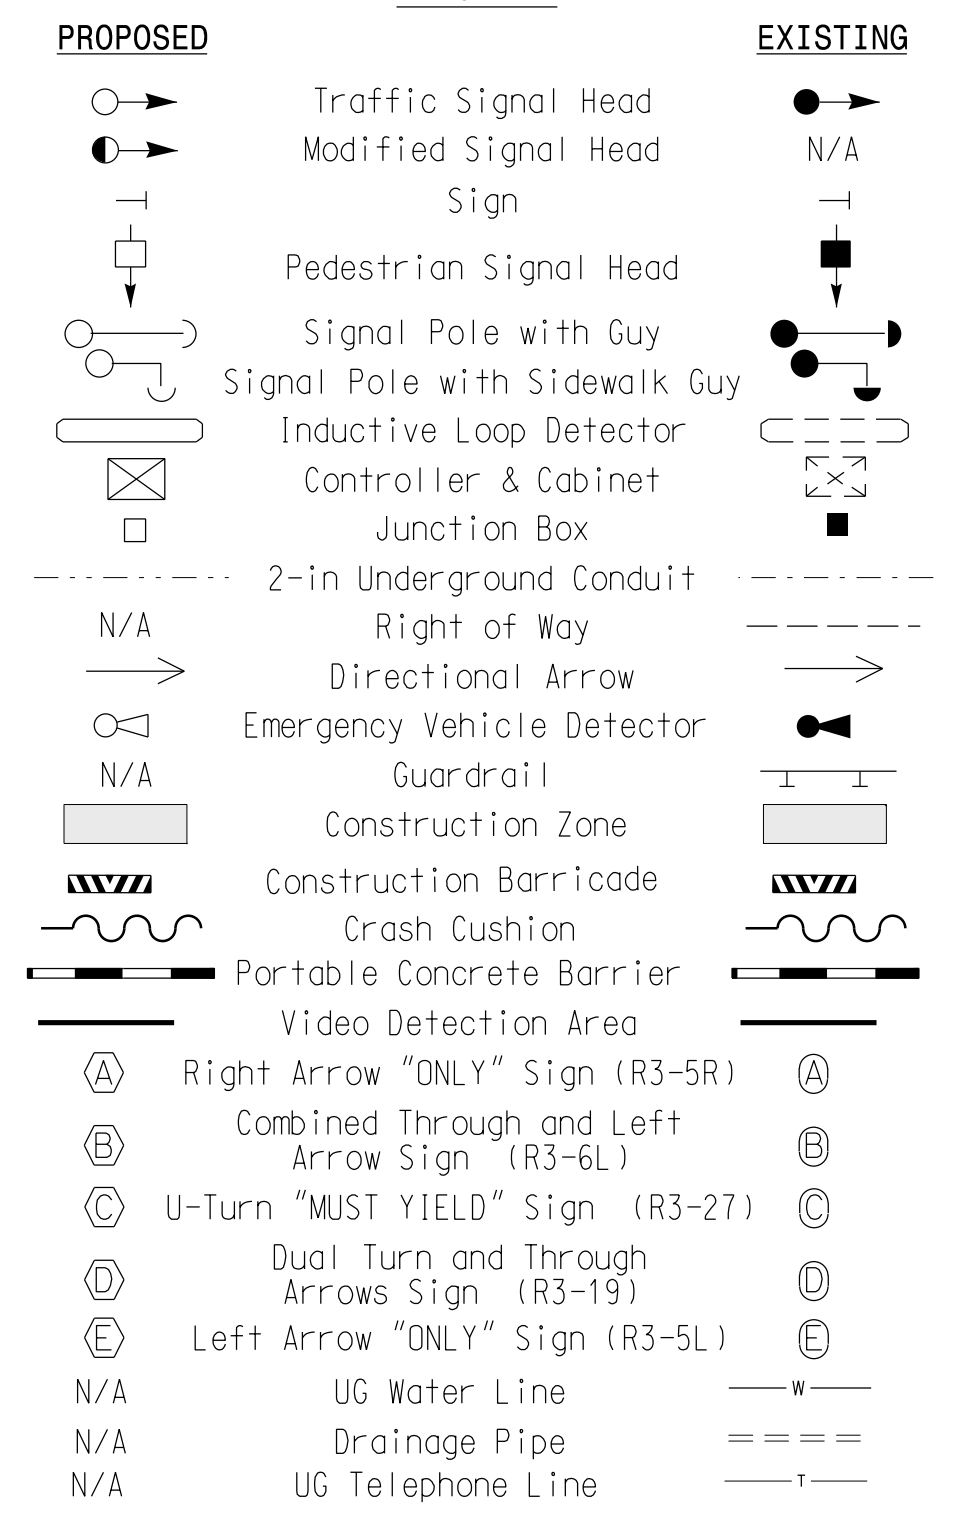 PROPOSED EXISTING
Traffic Signal Head
Modified Signal Head N/A
Sign
Pedestrian Signal Head
Signal Pole with Guy
Signal Pole with Sidewalk Guy
Inductive Loop Detector
Controller & Cabinet
Junction Box
2-in Underground Conduit
N/A Right of Way
Directional Arrow
Emergency Vehicle Detector
N/A Guardrail
Construction Zone
Construction Barricade
Crash Cushion
Portable Concrete Barrier
Video Detection Area
A Right Arrow "ONLY" Sign (R3-5R) A
Combined Through and Left
B Arrow Sign (R3-6L) B
C U-Turn "MUST YIELD" Sign (R3-27) C
Dual Turn and Through
D Arrows Sign (R3-19) D
E Left Arrow "ONLY" Sign (R3-5L) E
N/A UG Water Line W
N/A Drainage Pipe
N/A UG Telephone Line T